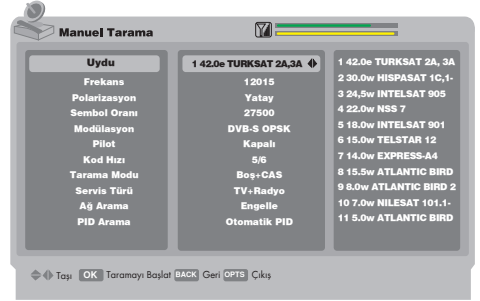 Manuel Tarama
Uydu
Frekans
Polarizasyon
Sembol Oranı
Modülasyon
Pilot
Kod Hızı
Tarama Modu
Servis Türü
Ağ Arama
PID Arama
1 42.0e TURKSAT 2A,3A
12015
Yatay
27500
DVB-S OPSK
Kapalı
5/6
Boş+CAS
TV+Radyo
Engelle
Otomatik PID
1 42.0e TURKSAT 2A, 3A
2 30.0w HISPASAT 1C,1-
3 24,5w INTELSAT 905
4 22.0w NSS 7
5 18.0w INTELSAT 901
6 15.0w TELSTAR 12
7 14.0w EXPRESS-A4
8 15.5w ATLANTIC BIRD
9 8.0w ATLANTIC BIRD 2
10 7.0w NILESAT 101.1-
11 5.0w ATLANTIC BIRD
Taşı OK Taramayı Başlat BACK Geri OPTS Çıkış